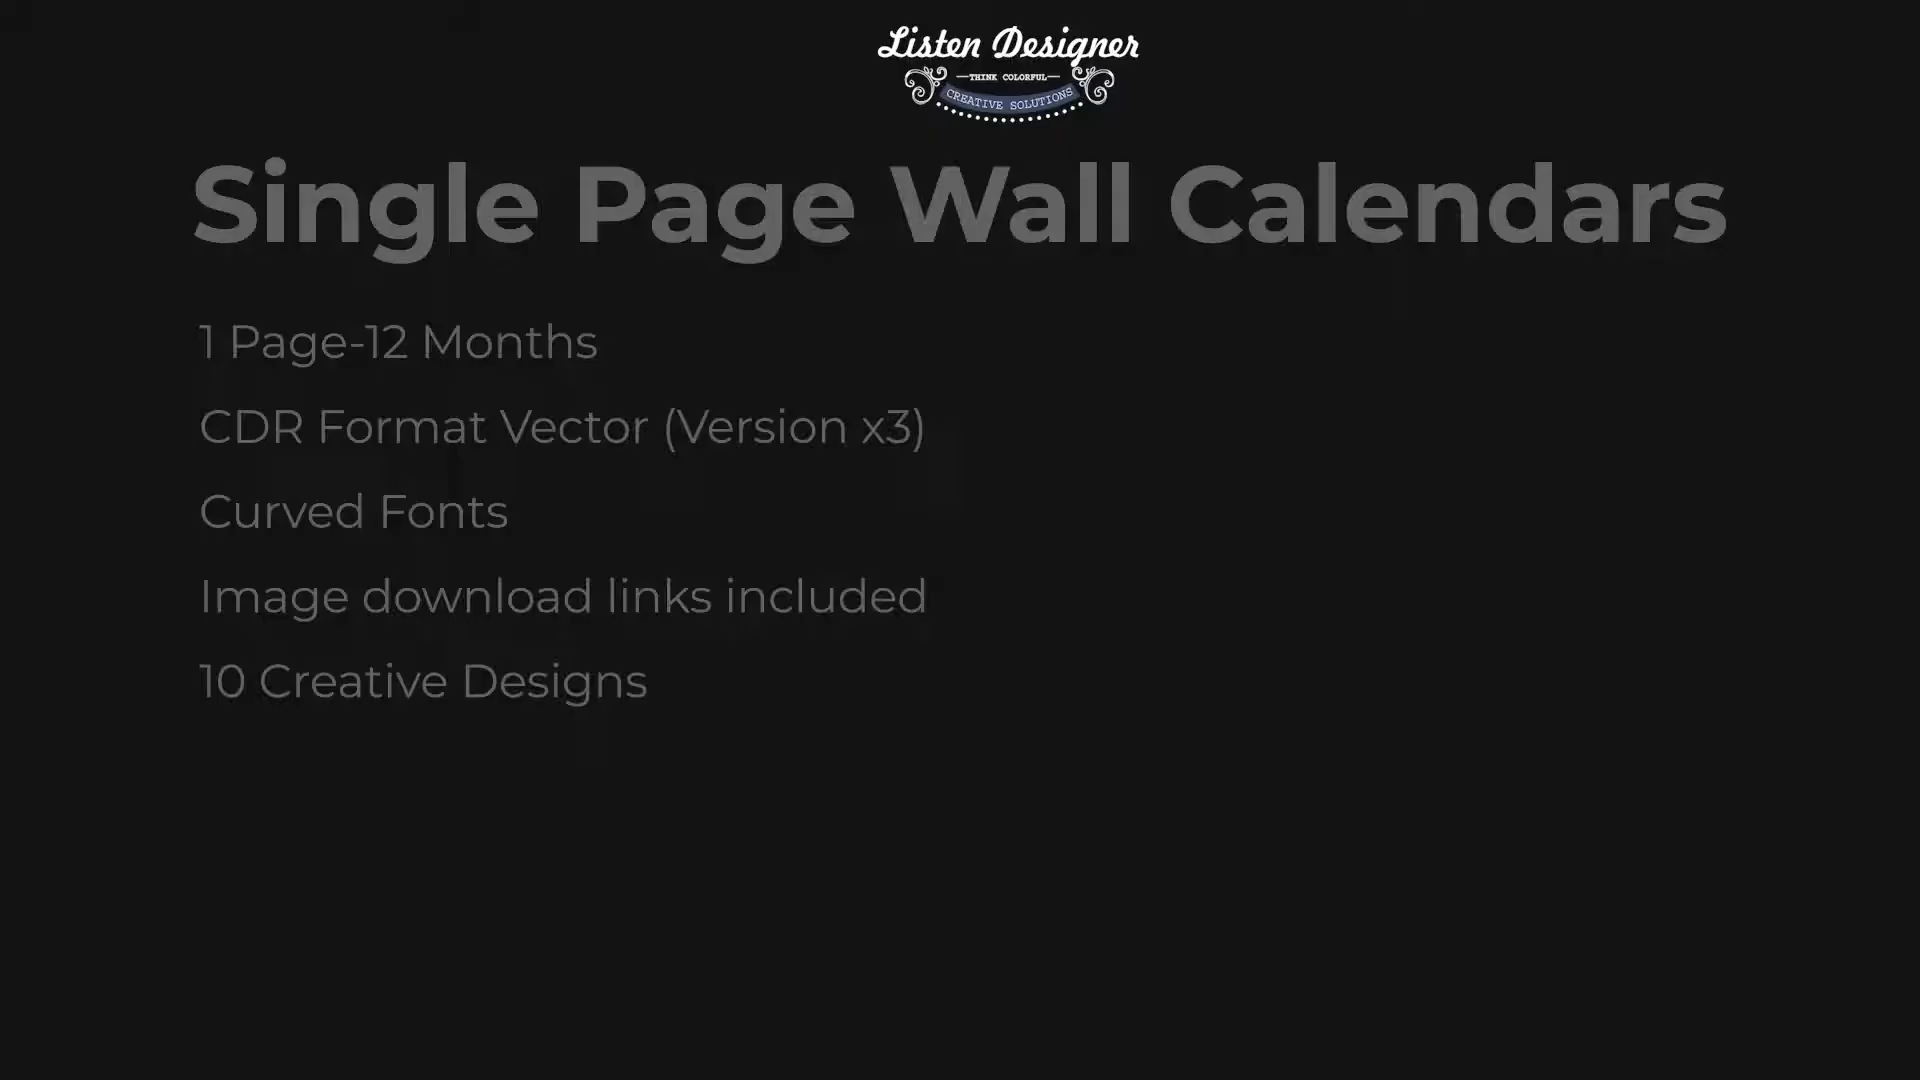 Listen Designer
THINK COLORFUL
CREATIVE SOLUTIONS
Single Page Wall Calendars
1 Page-12 Months
CDR Format Vector (Version x3)
Curved Fonts
Image download links included
10 Creative Designs